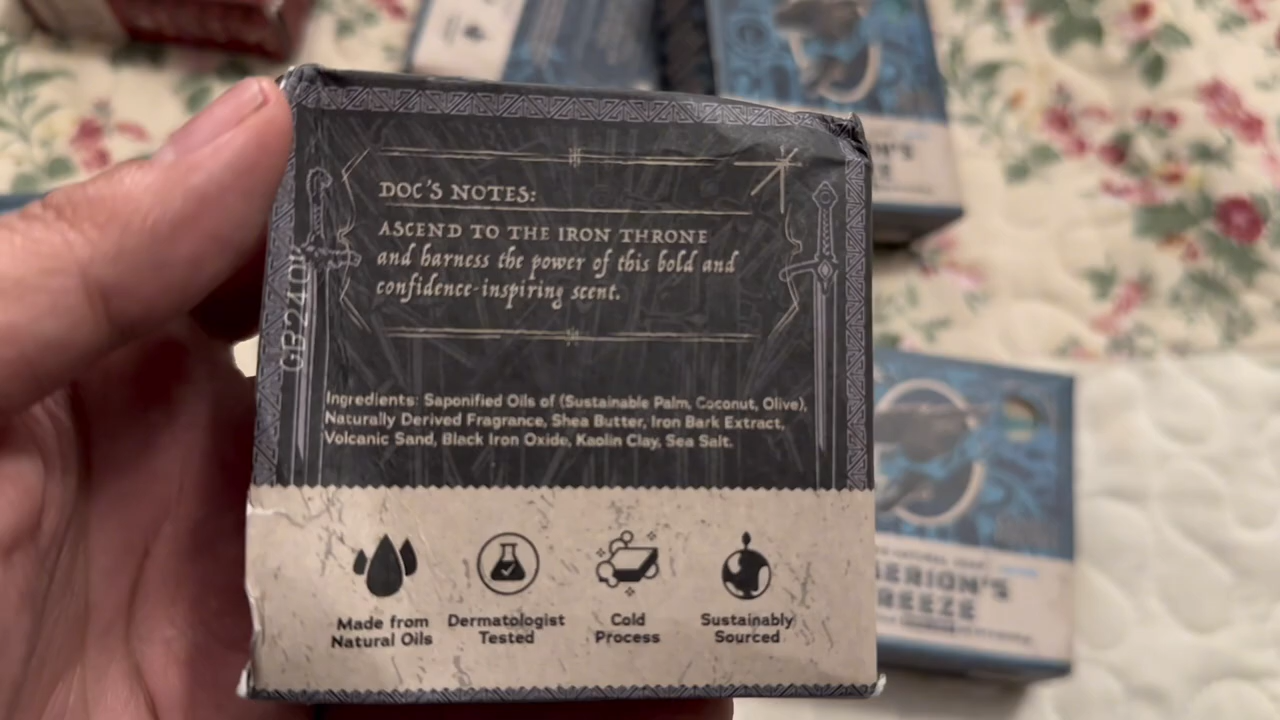 DOC'S NOTES:
ASCEND TO THE IRON THRONE
and harness the power of this bold and
confidence-inspiring scent.
Ingredients: Saponified Oils of (Sustainable Palm, Coconut, Olive),
Naturally Derived Fragrance, Shea Butter, Iron Bark Extract,
Volcanic Sand, Black Iron Oxide, Kaolin Clay, Sea Salt.
Made from
Natural Oils
Dermatologist
Tested
Cold
Process
Sustainably
Sourced
ERION'S
REEZE